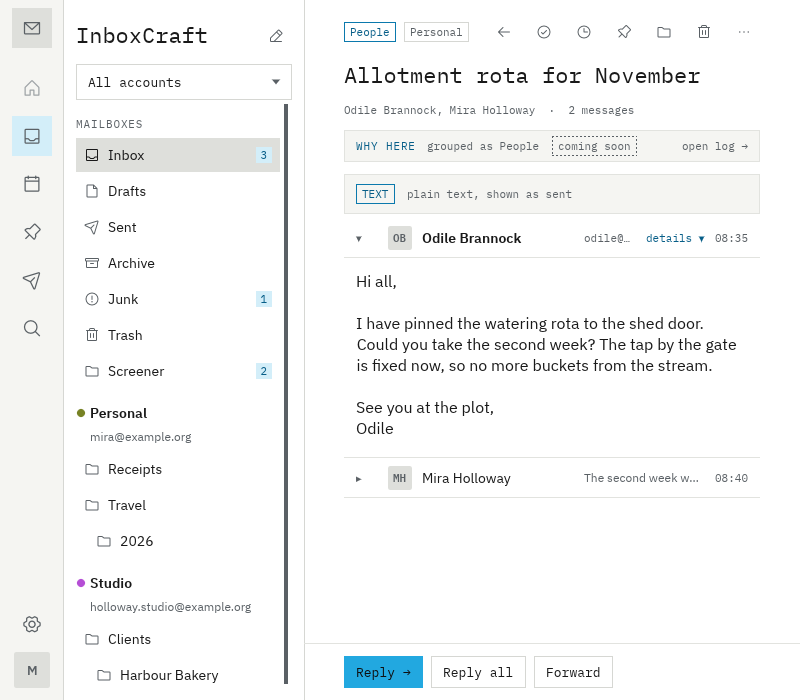 InboxCraft
All accounts
MAILBOXES
Inbox 3
Drafts
Sent
Archive
Junk 1
Trash
Screener 2
Personal
mira@example.org
Receipts
Travel
2026
Studio
holloway.studio@example.org
Clients
Harbour Bakery
M
People Personal
Allotment rota for November
Odile Brannock, Mira Holloway · 2 messages
WHY HERE grouped as People coming soon open log →
TEXT plain text, shown as sent
▾ OB Odile Brannock odile@… details ▾ 08:35
Hi all,
I have pinned the watering rota to the shed door.
Could you take the second week? The tap by the gate
is fixed now, so no more buckets from the stream.
See you at the plot,
Odile
▸ MH Mira Holloway The second week w… 08:40
Reply → Reply all Forward